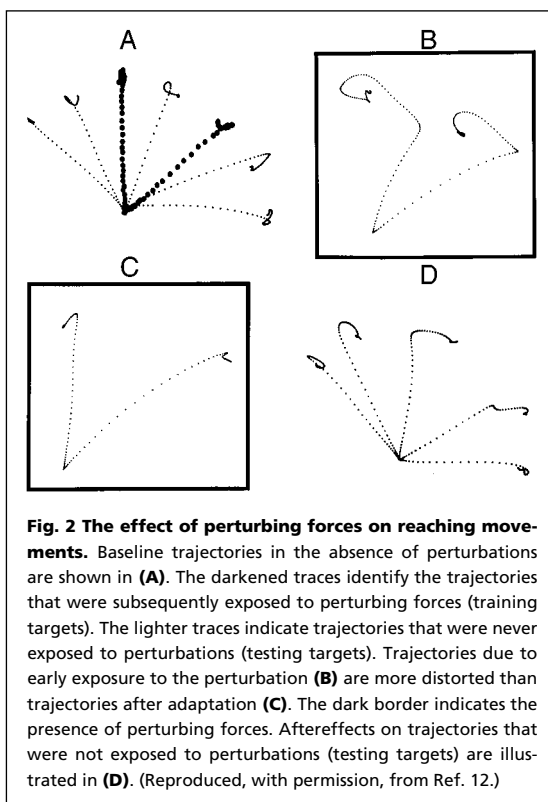 A
B
C
D
Fig. 2 The effect of perturbing forces on reaching move-
ments. Baseline trajectories in the absence of perturbations
are shown in (A). The darkened traces identify the trajectories
that were subsequently exposed to perturbing forces (training
targets). The lighter traces indicate trajectories that were never
exposed to perturbations (testing targets). Trajectories due to
early exposure to the perturbation (B) are more distorted than
trajectories after adaptation (C). The dark border indicates the
presence of perturbing forces. Aftereffects on trajectories that
were not exposed to perturbations (testing targets) are illus-
trated in (D). (Reproduced, with permission, from Ref. 12.)